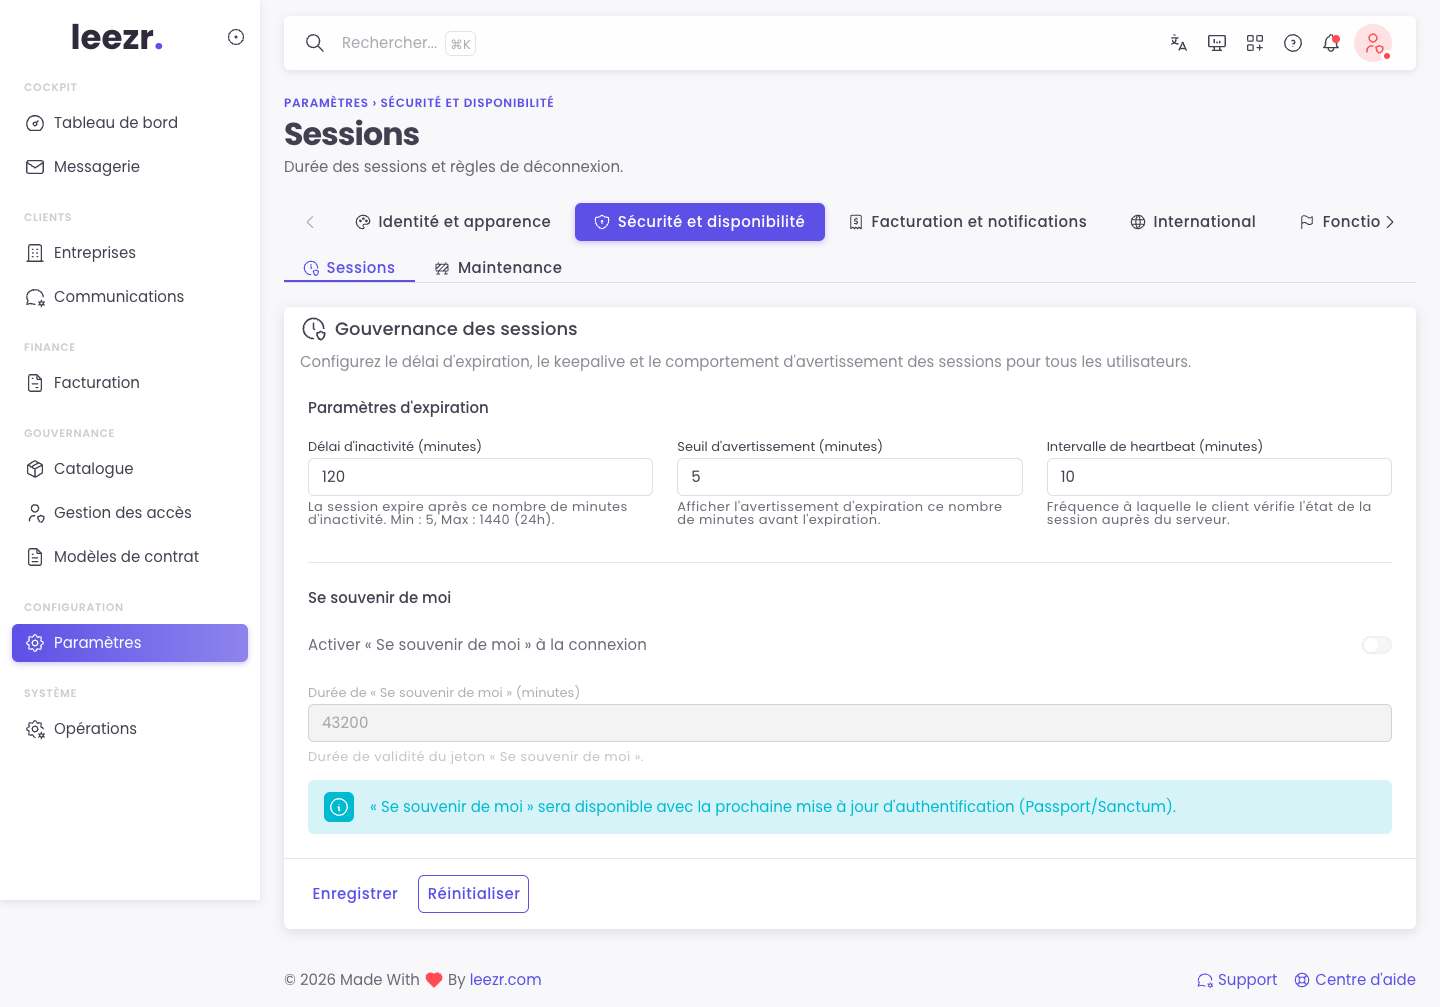 leezr.
COCKPIT
Tableau de bord
Messagerie
CLIENTS
Entreprises
Communications
FINANCE
Facturation
GOUVERNANCE
Catalogue
Gestion des accès
Modèles de contrat
CONFIGURATION
Paramètres
SYSTÈME
Opérations
Rechercher... ⌘K
PARAMÈTRES › SÉCURITÉ ET DISPONIBILITÉ
Sessions
Durée des sessions et règles de déconnexion.
Identité et apparence Sécurité et disponibilité Facturation et notifications International Fonctio
Sessions Maintenance
Gouvernance des sessions
Configurez le délai d'expiration, le keepalive et le comportement d'avertissement des sessions pour tous les utilisateurs.
Paramètres d'expiration
Délai d'inactivité (minutes)
120
La session expire après ce nombre de minutes
d'inactivité. Min : 5, Max : 1440 (24h).
Seuil d'avertissement (minutes)
5
Afficher l'avertissement d'expiration ce nombre
de minutes avant l'expiration.
Intervalle de heartbeat (minutes)
10
Fréquence à laquelle le client vérifie l'état de la
session auprès du serveur.
Se souvenir de moi
Activer « Se souvenir de moi » à la connexion
Durée de « Se souvenir de moi » (minutes)
43200
Durée de validité du jeton « Se souvenir de moi ».
« Se souvenir de moi » sera disponible avec la prochaine mise à jour d'authentification (Passport/Sanctum).
Enregistrer Réinitialiser
© 2026 Made With By leezr.com
Support Centre d'aide